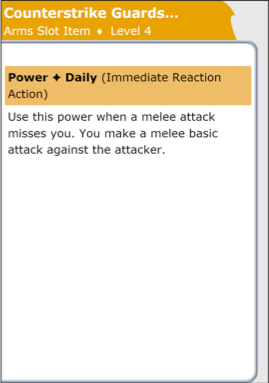 Counterstrike Guards...
Arms Slot Item ✦ Level 4
Power ✦ Daily (Immediate Reaction
Action)
Use this power when a melee attack
misses you. You make a melee basic
attack against the attacker.